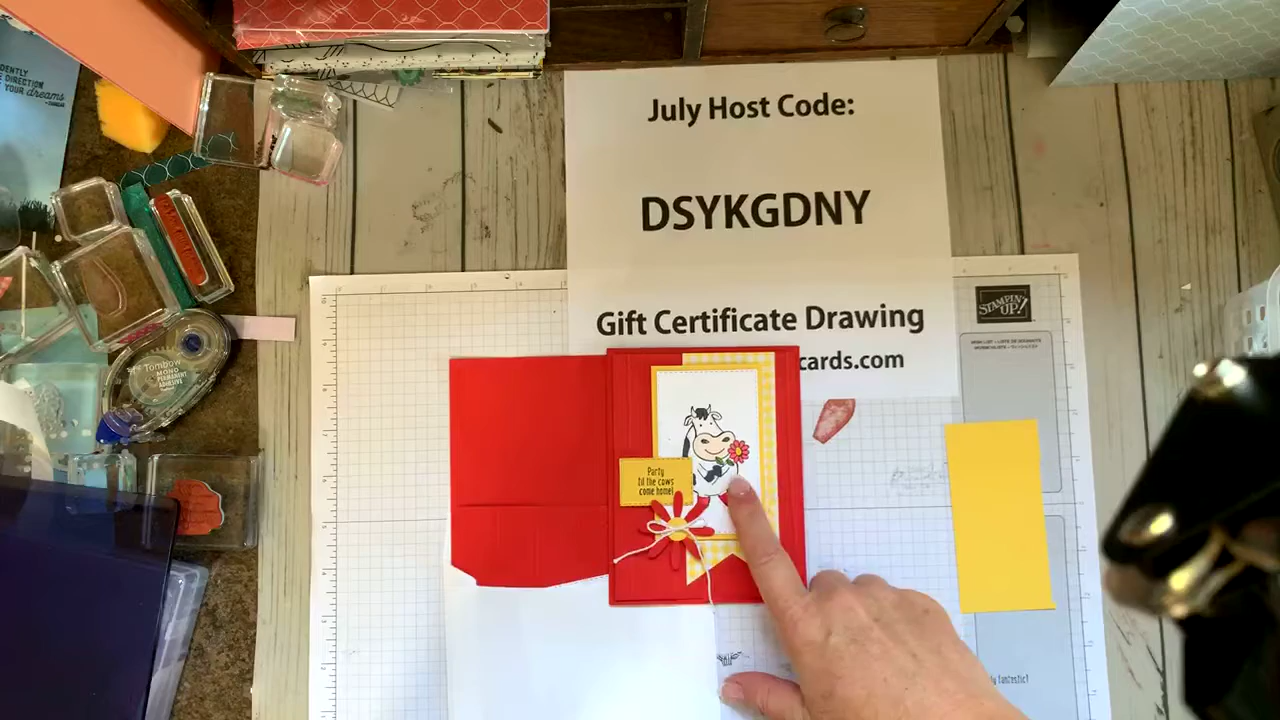 DENTLY
E DIRECTION
YOUR dreams
July Host Code:
DSYKGDNY
Gift Certificate Drawing
cards.com
STAMPIN' UP!
Party
'til the cows
come home!
Tombow
MONO
PERMANENT
ADHESIVE
fantastic!